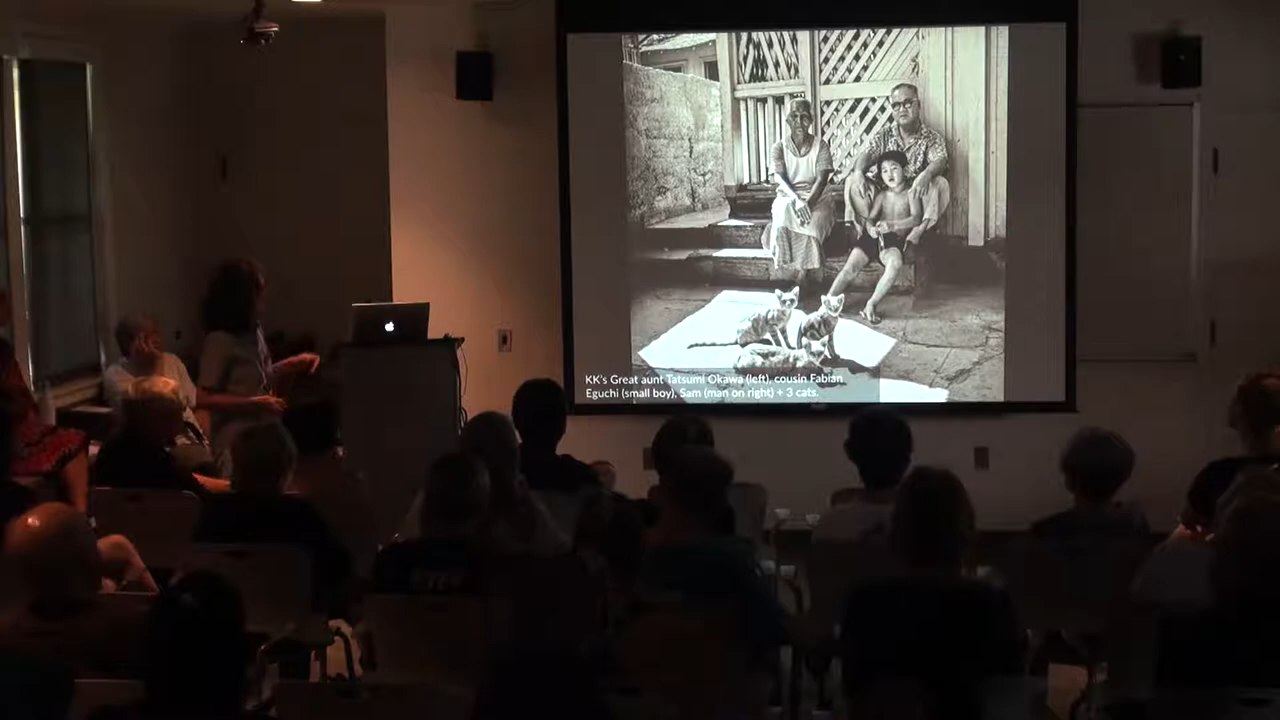 KK's Great aunt Tatsumi Okawa (left), cousin Fabian
Eguchi (small boy), Sam (man on right) + 3 cats.